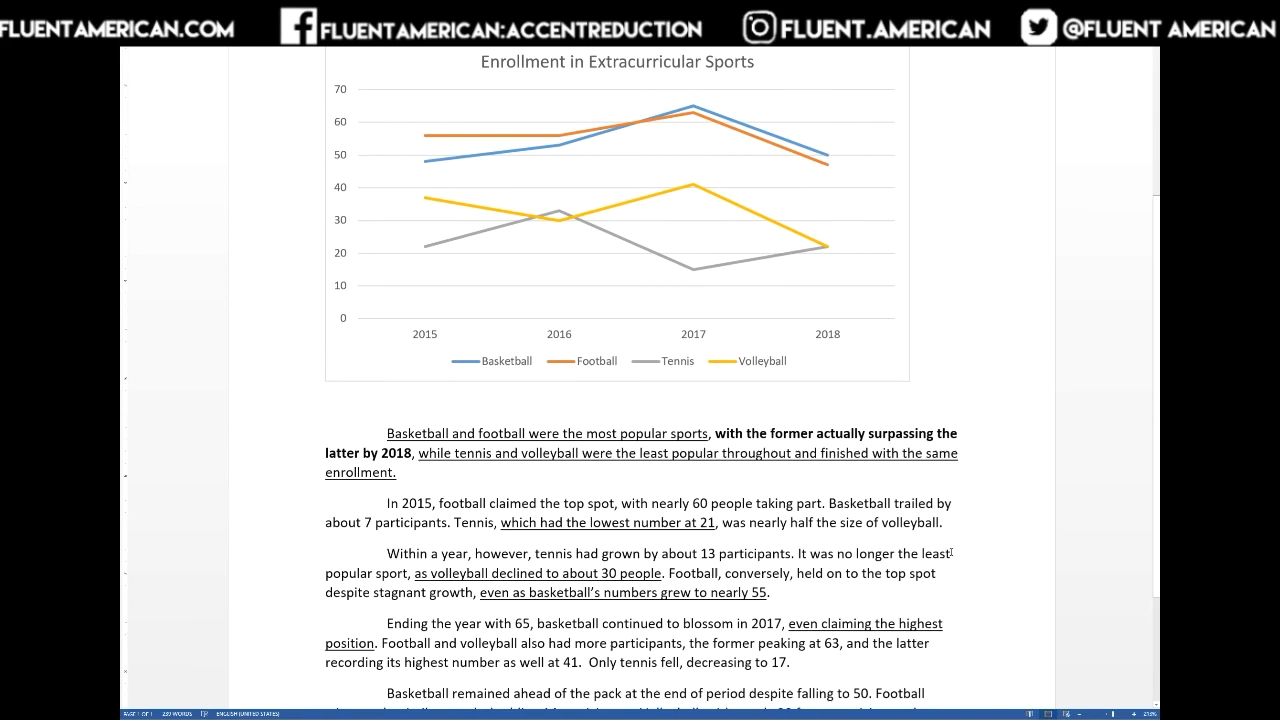 FLUENTAMERICAN.COM FLUENTAMERICAN:ACCENTREDUCTION FLUENT.AMERICAN @FLUENT AMERICAN
Enrollment in Extracurricular Sports
70
60
50
40
30
20
10
0
2015 2016 2017 2018
Basketball Football Tennis Volleyball
Basketball and football were the most popular sports, with the former actually surpassing the
latter by 2018, while tennis and volleyball were the least popular throughout and finished with the same
enrollment.
In 2015, football claimed the top spot, with nearly 60 people taking part. Basketball trailed by
about 7 participants. Tennis, which had the lowest number at 21, was nearly half the size of volleyball.
Within a year, however, tennis had grown by about 13 participants. It was no longer the least
popular sport, as volleyball declined to about 30 people. Football, conversely, held on to the top spot
despite stagnant growth, even as basketball’s numbers grew to nearly 55.
Ending the year with 65, basketball continued to blossom in 2017, even claiming the highest
position. Football and volleyball also had more participants, the former peaking at 63, and the latter
recording its highest number as well at 41. Only tennis fell, decreasing to 17.
Basketball remained ahead of the pack at the end of period despite falling to 50. Football
PAGE 1 OF 1 239 WORDS ENGLISH (UNITED STATES)